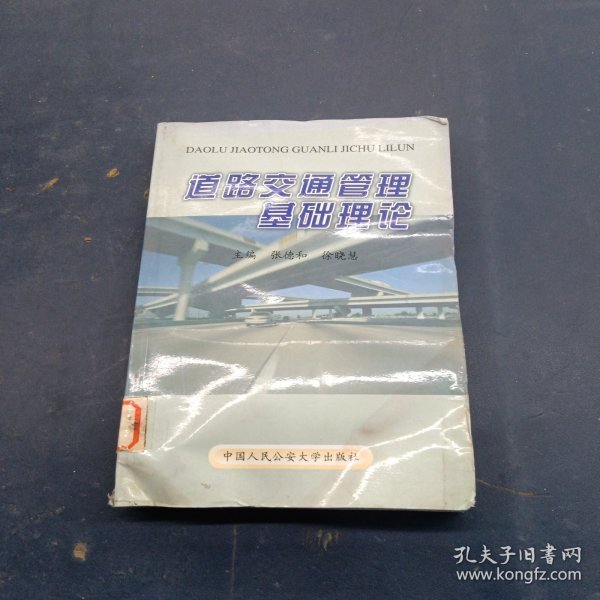 DAOLU JIAOTONG GUANLI JICHU LILUN
道路交通管理
基础理论
主编 张德和 徐晓慧
中国人民公安大学出版社
孔夫子旧书网
www.kongfz.com